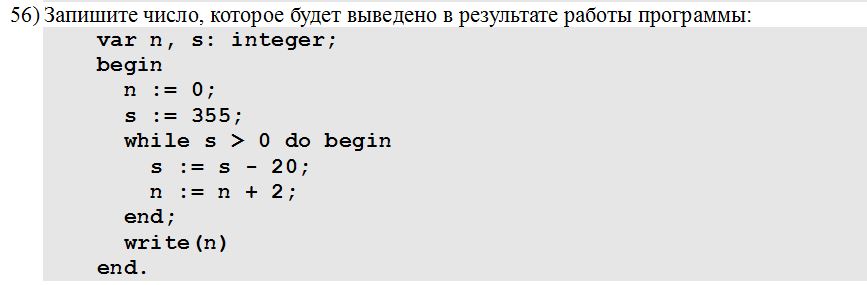 56) Запишите число, которое будет выведено в результате работы программы:
var n, s: integer;
begin
n := 0;
s := 355;
while s > 0 do begin
s := s - 20;
n := n + 2;
end;
write(n)
end.